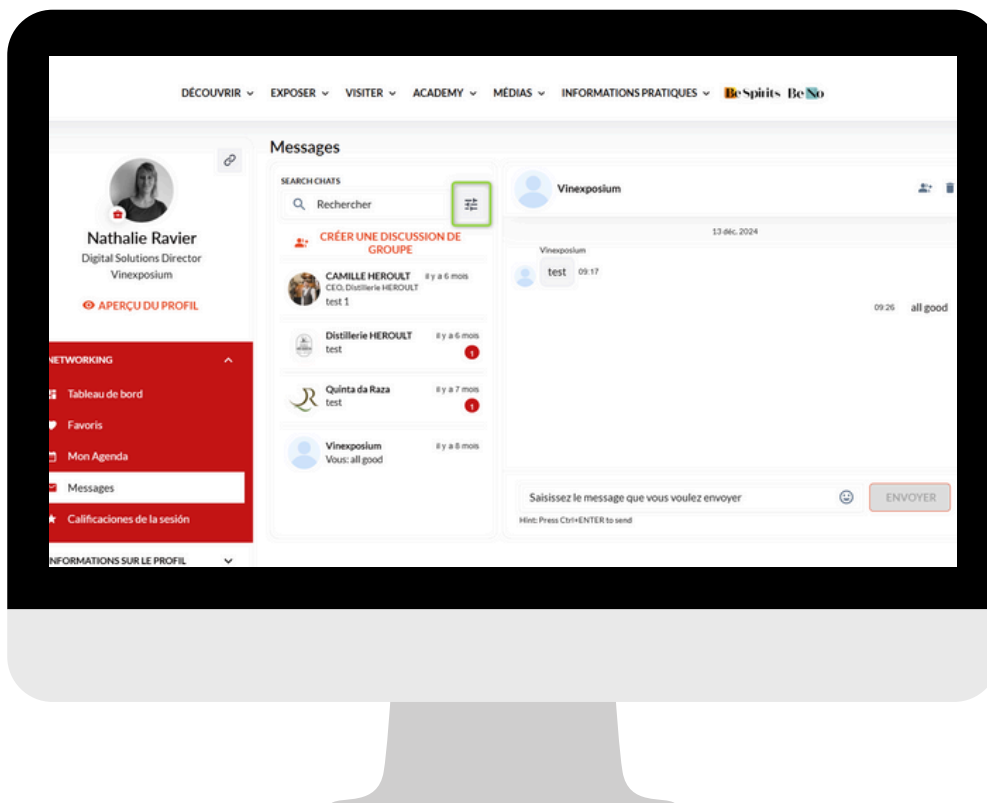 DÉCOUVRIR EXPOSER VISITER ACADEMY MÉDIAS INFORMATIONS PRATIQUES Be Spirits Be No
Nathalie Ravier
Digital Solutions Director
Vinexposium
APERÇU DU PROFIL
NETWORKING
Tableau de bord
Favoris
Mon Agenda
Messages
Calificaciones de la sesión
INFORMATIONS SUR LE PROFIL
Messages
SEARCH CHATS
Rechercher
CRÉER UNE DISCUSSION DE
GROUPE
CAMILLE HEROULT il y a 6 mois
CEO, Distillerie HEROULT
test 1
Distillerie HEROULT il y a 6 mois
test 1
Quinta da Raza il y a 7 mois
test 1
Vinexposium il y a 8 mois
Vous: all good
Vinexposium
13 déc. 2024
Vinexposium
test 09:17
09:26 all good
Saisissez le message que vous voulez envoyer ENVOYER
Hint: Press Ctrl+ENTER to send